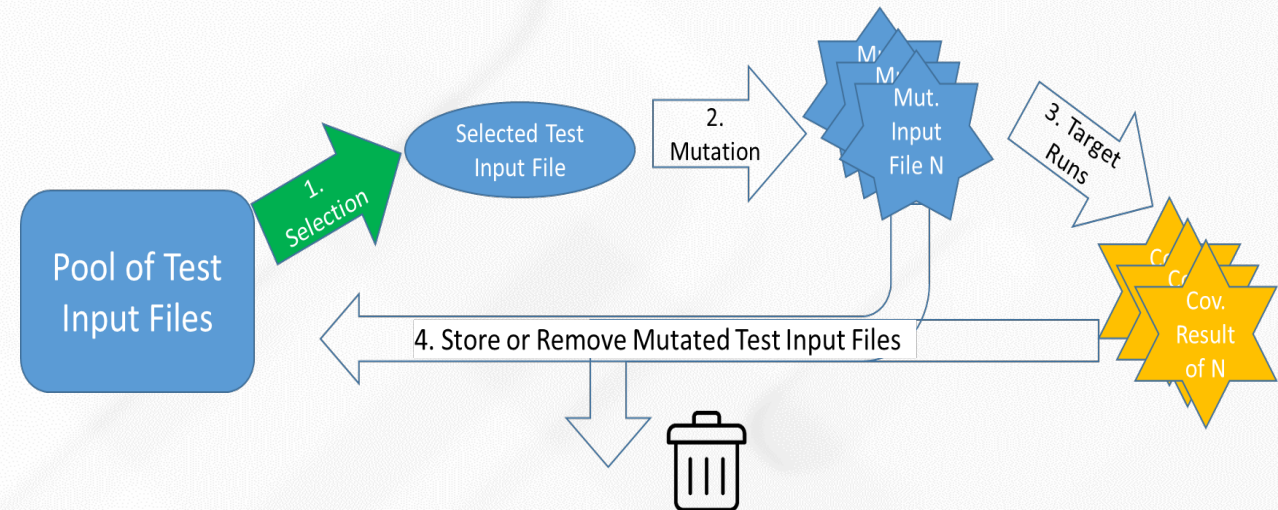 Pool of Test
Input Files
1.
Selection
Selected Test
Input File
2.
Mutation
Mut.
Input
File N
3. Target
Runs
Cov.
Result
of N
4. Store or Remove Mutated Test Input Files